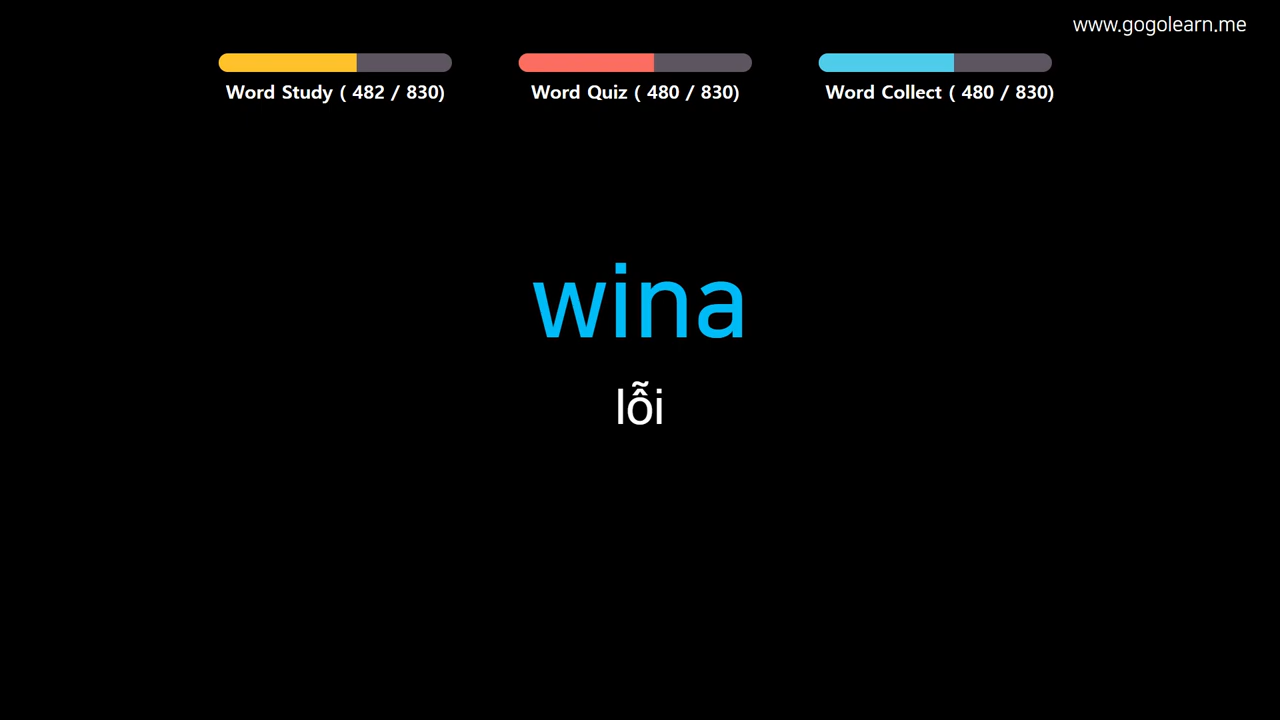 www.gogolearn.me
Word Study ( 482 / 830)
Word Quiz ( 480 / 830)
Word Collect ( 480 / 830)
wina
lỗi